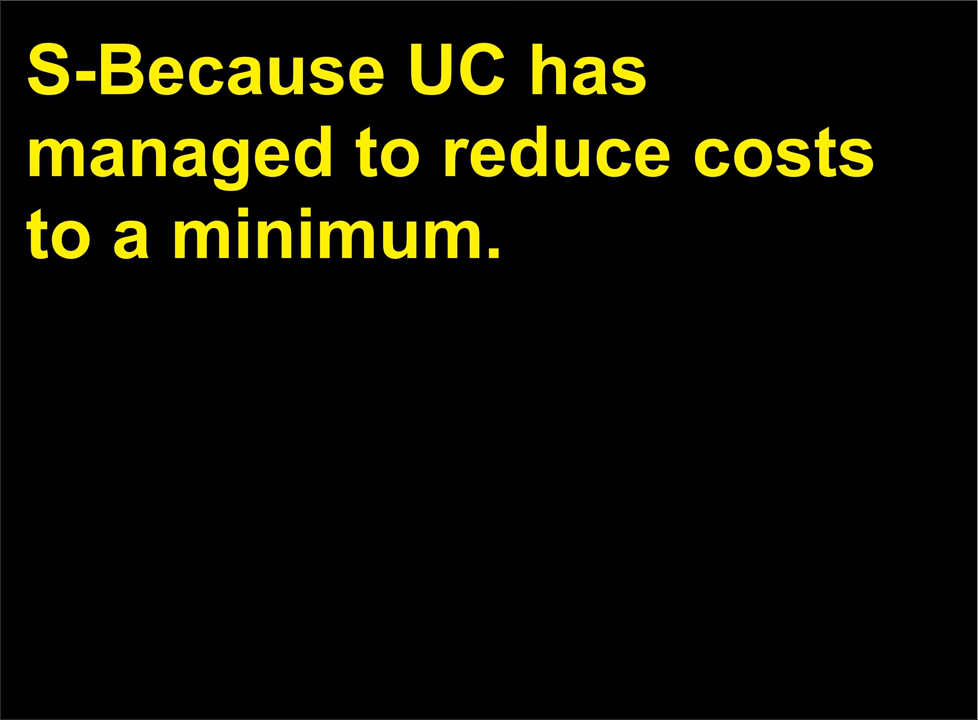 S-Because UC has
managed to reduce costs
to a minimum.